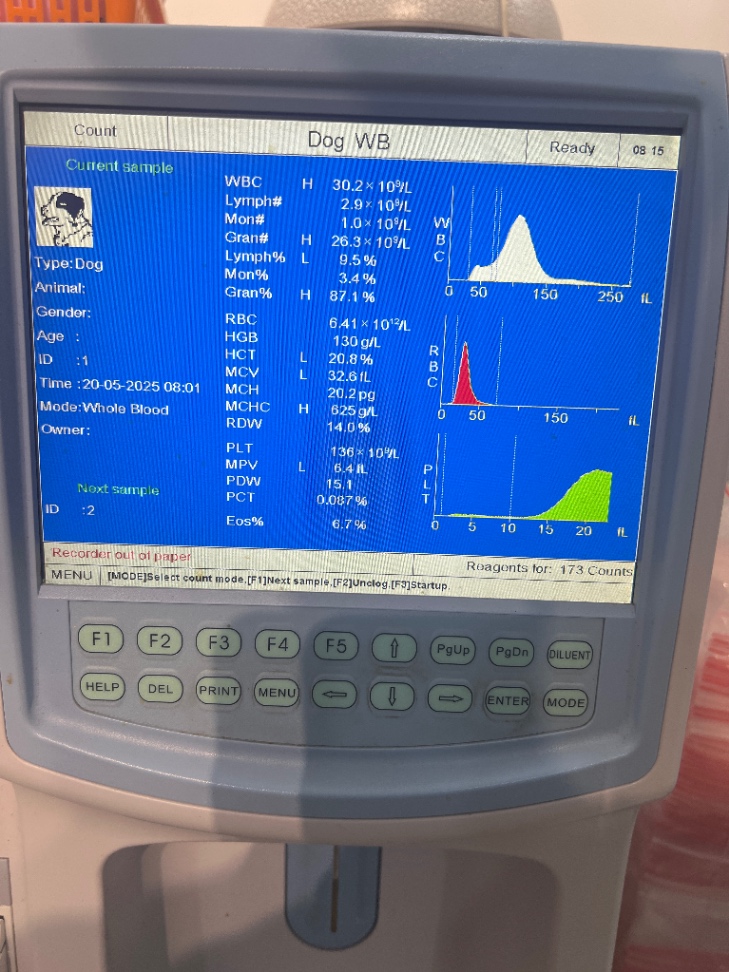 Count Dog WB Ready 08 15
Current sample
Type:Dog
Animal:
Gender:
Age :
ID :1
Time :20-05-2025 08:01
Mode:Whole Blood
Owner:
Next sample
ID :2
WBC H 30.2×10⁹/L
Lymph# 2.9×10⁹/L
Mon# 1.0×10⁹/L
Gran# H 26.3×10⁹/L
Lymph% L 9.5%
Mon% 3.4%
Gran% H 87.1%
RBC 6.41×10¹²/L
HGB 130 g/L
HCT L 20.8%
MCV L 32.6 fL
MCH 20.2 pg
MCHC H 625 g/L
RDW 14.0%
PLT 136×10⁹/L
MPV L 6.4 fL
PDW 15.1
PCT 0.087%
Eos% 6.7%
WBC
0 50 150 250 fL
RBC
0 50 150 fL
PLT
0 5 10 15 20 fL
Recorder out of paper
Reagents for: 173 Counts
MENU [MODE]Select count mode,[F1]Next sample,[F2]Unclog,[F3]Startup.
F1 F2 F3 F4 F5 ⇧ PgUp PgDn DILUENT
HELP DEL PRINT MENU ⇦ ⇩ ⇨ ENTER MODE